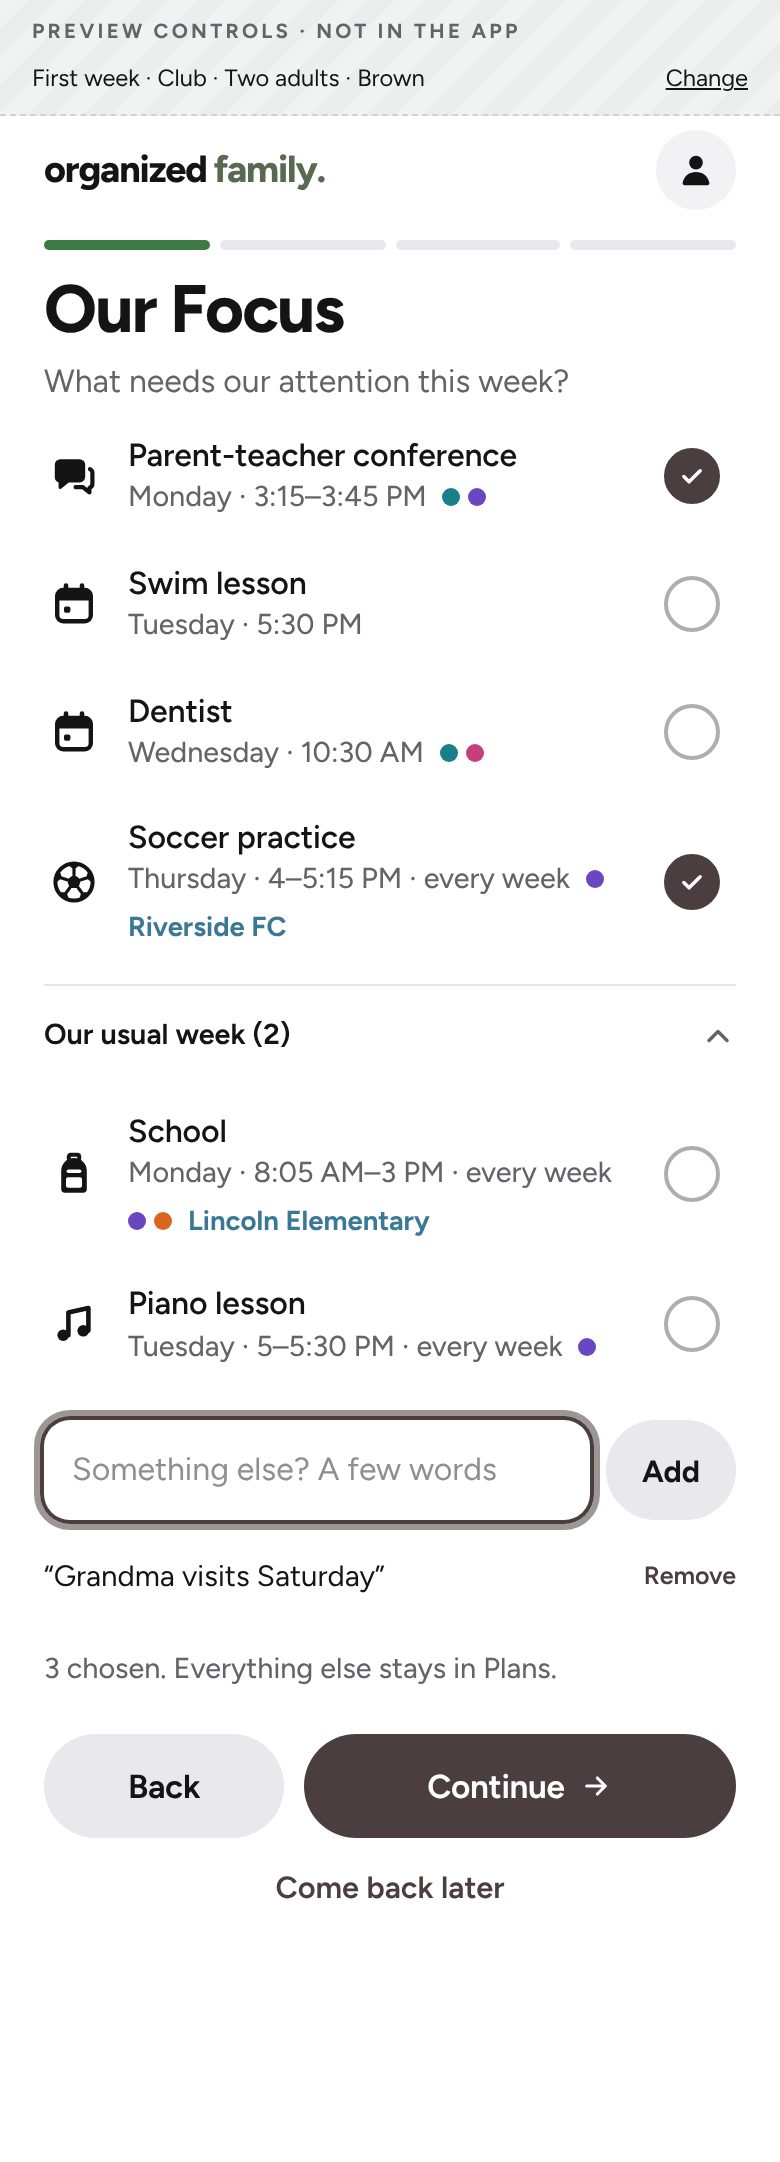 PREVIEW CONTROLS · NOT IN THE APP
First week · Club · Two adults · Brown
Change
organized family.
Our Focus
What needs our attention this week?
Parent-teacher conference
Monday · 3:15–3:45 PM
Swim lesson
Tuesday · 5:30 PM
Dentist
Wednesday · 10:30 AM
Soccer practice
Thursday · 4–5:15 PM · every week
Riverside FC
Our usual week (2)
School
Monday · 8:05 AM–3 PM · every week
Lincoln Elementary
Piano lesson
Tuesday · 5–5:30 PM · every week
Something else? A few words
Add
“Grandma visits Saturday”
Remove
3 chosen. Everything else stays in Plans.
Back
Continue →
Come back later